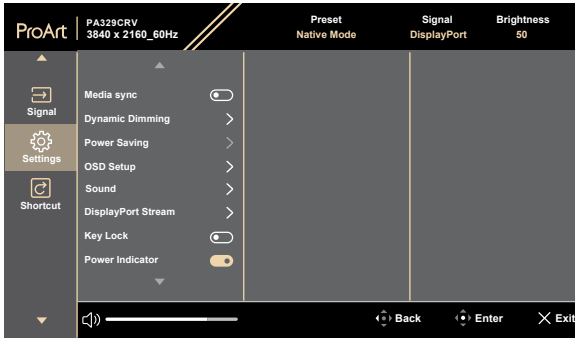 ProArt
PA329CRV
3840 x 2160_60Hz
Preset
Native Mode
Signal
DisplayPort
Brightness
50
Signal
Settings
Shortcut
Media sync
Dynamic Dimming
Power Saving
OSD Setup
Sound
DisplayPort Stream
Key Lock
Power Indicator
Back
Enter
Exit